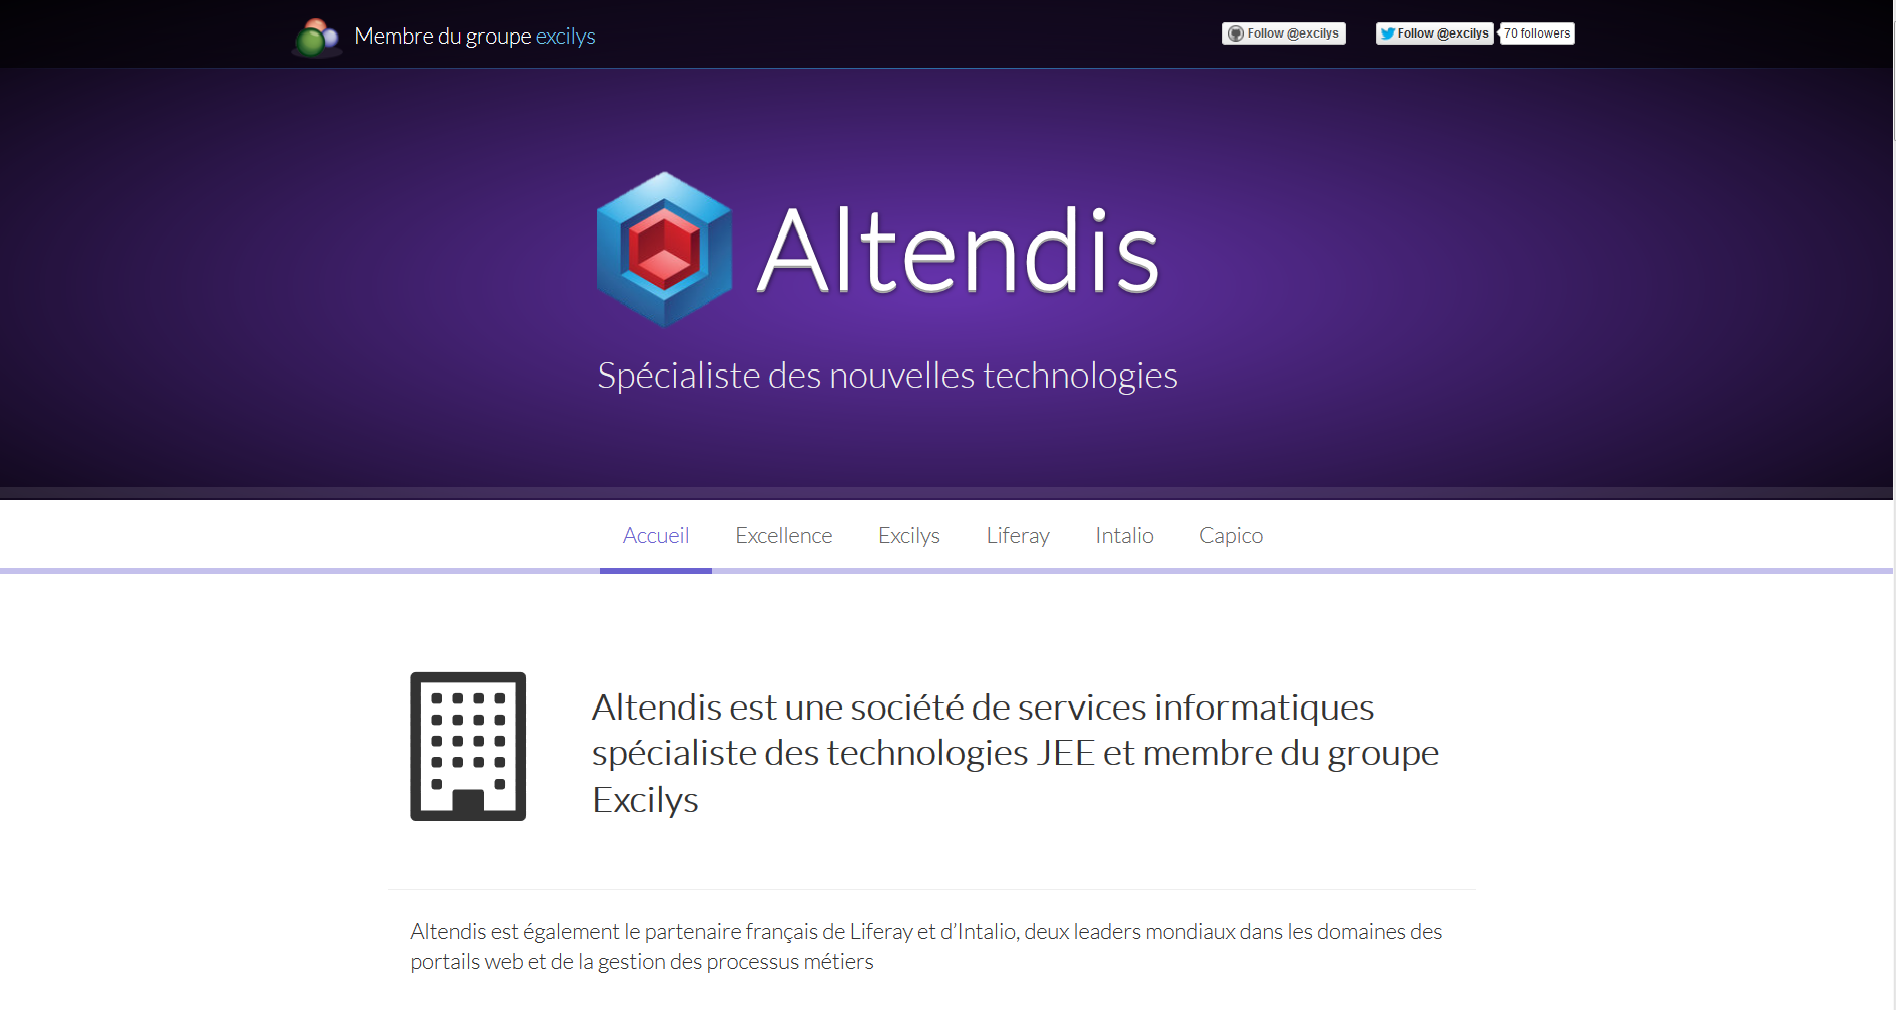 Membre du groupe excilys
Follow @excilys
Follow @excilys
70 followers
Altendis
Spécialiste des nouvelles technologies
Accueil Excellence Excilys Liferay Intalio Capico
Altendis est une société de services informatiques
spécialiste des technologies JEE et membre du groupe
Excilys
Altendis est également le partenaire français de Liferay et d’Intalio, deux leaders mondiaux dans les domaines des
portails web et de la gestion des processus métiers